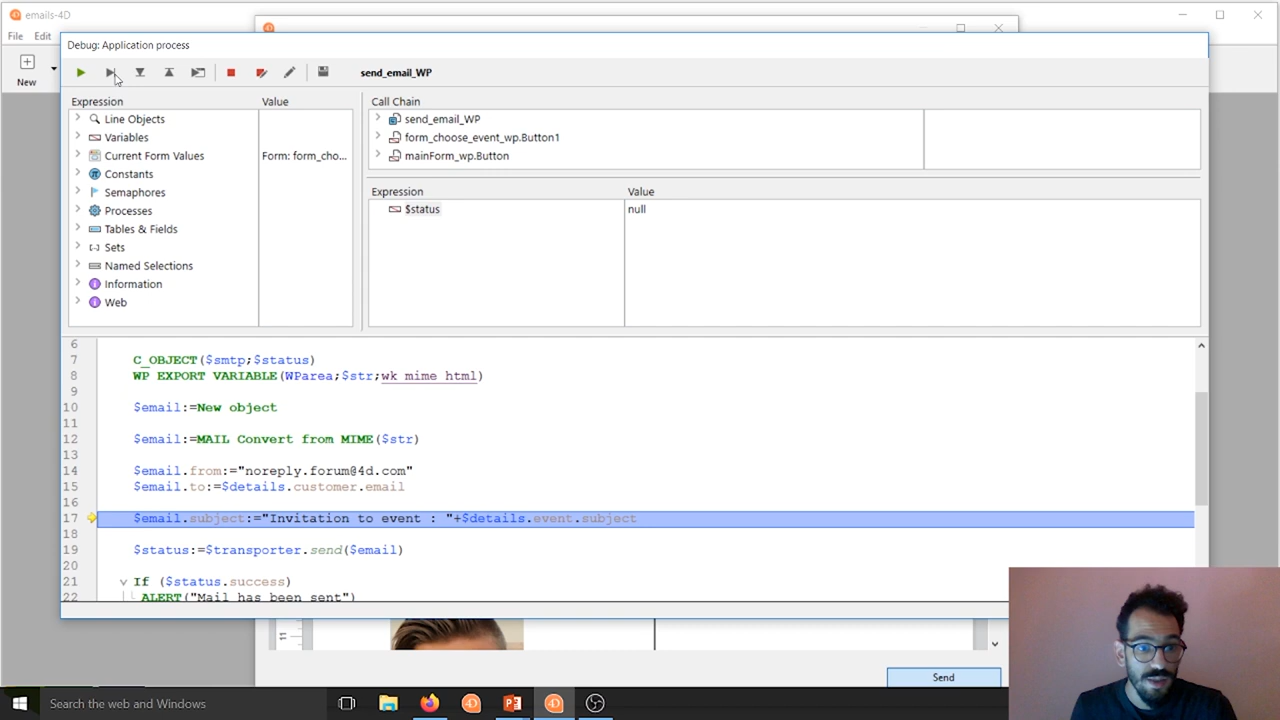 emails-4D
File Edit
New
Debug: Application process
send_email_WP
Expression Value
Line Objects
Variables
Current Form Values Form: form_cho...
Constants
Semaphores
Processes
Tables & Fields
Sets
Named Selections
Information
Web
Call Chain
send_email_WP
form_choose_event_wp.Button1
mainForm_wp.Button
Expression Value
$status null
6
7 C_OBJECT($smtp;$status)
8 WP EXPORT VARIABLE(WParea;$str;wk mime html)
9
10 $email:=New object
11
12 $email:=MAIL Convert from MIME($str)
13
14 $email.from:="noreply.forum@4d.com"
15 $email.to:=$details.customer.email
16
17 $email.subject:="Invitation to event : "+$details.event.subject
18
19 $status:=$transporter.send($email)
20
21 If ($status.success)
22 ALERT("Mail has been sent")
Send
Search the web and Windows